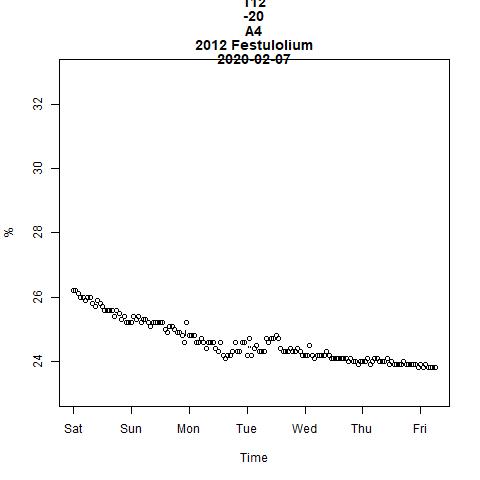 T12
-20
A4
2012 Festulolium
2020-02-07
32
30
28
26
24
%
Sat
Sun
Mon
Tue
Wed
Thu
Fri
Time